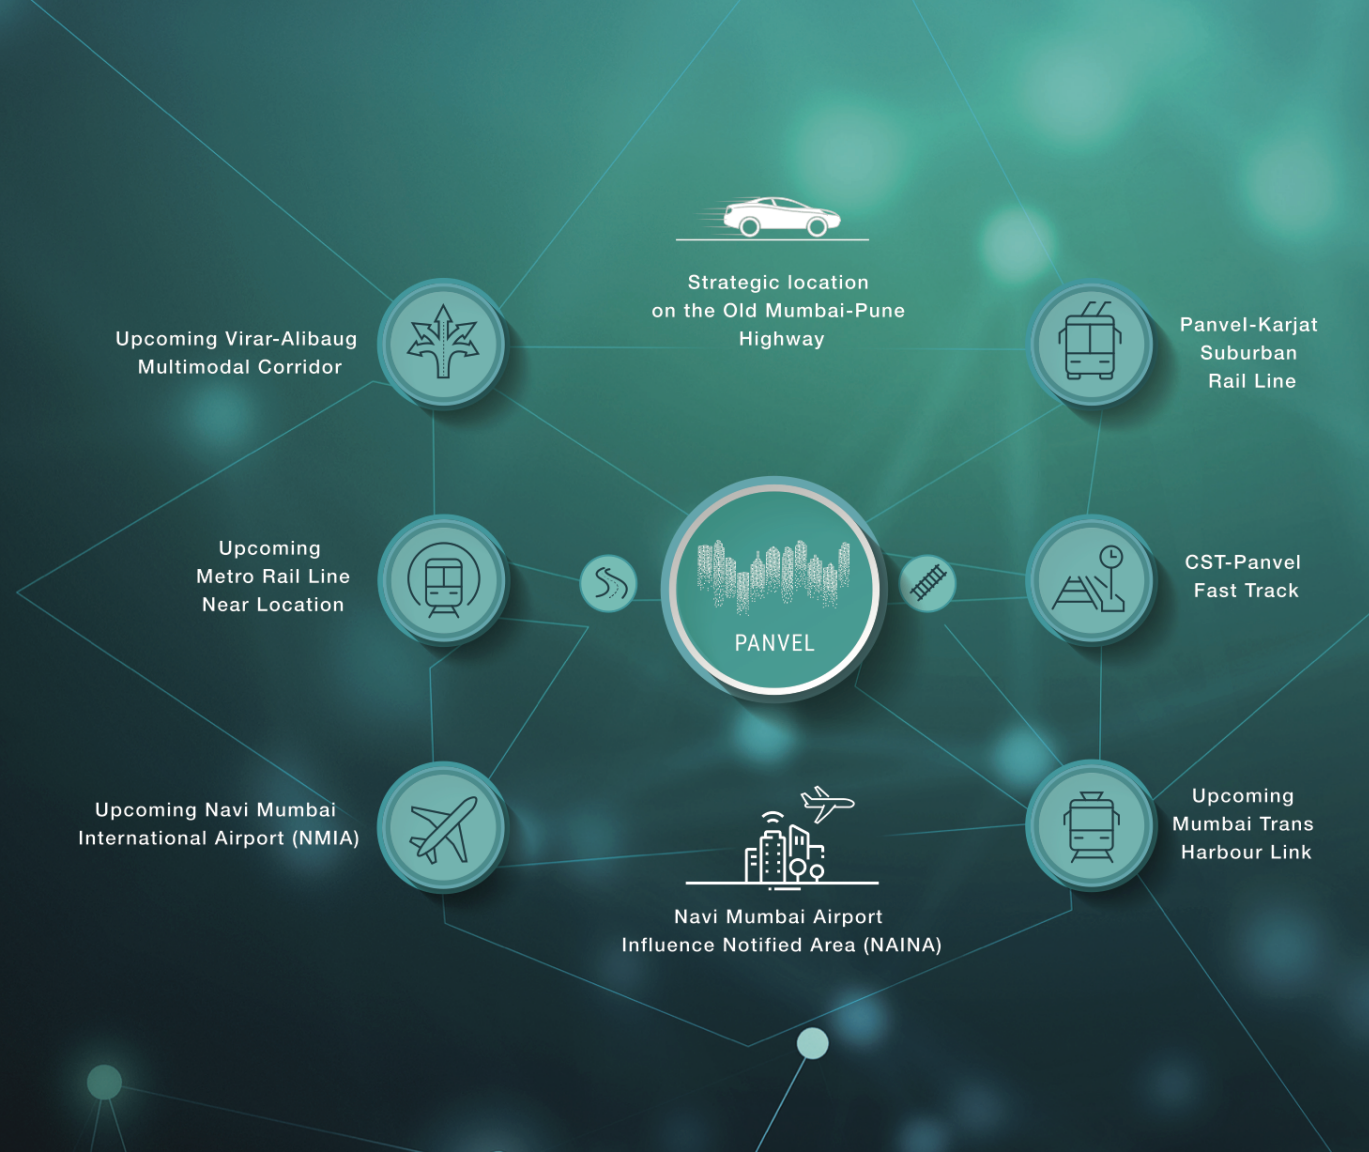 Strategic location
on the Old Mumbai-Pune
Highway
Upcoming Virar-Alibaug
Multimodal Corridor
Panvel-Karjat
Suburban
Rail Line
Upcoming
Metro Rail Line
Near Location
PANVEL
CST-Panvel
Fast Track
Upcoming Navi Mumbai
International Airport (NMIA)
Upcoming
Mumbai Trans
Harbour Link
Navi Mumbai Airport
Influence Notified Area (NAINA)